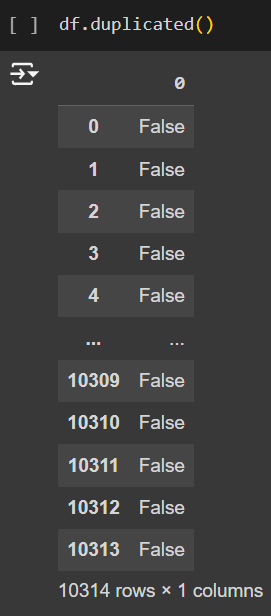 [ ] df.duplicated()
0
0 False
1 False
2 False
3 False
4 False
... ...
10309 False
10310 False
10311 False
10312 False
10313 False
10314 rows × 1 columns